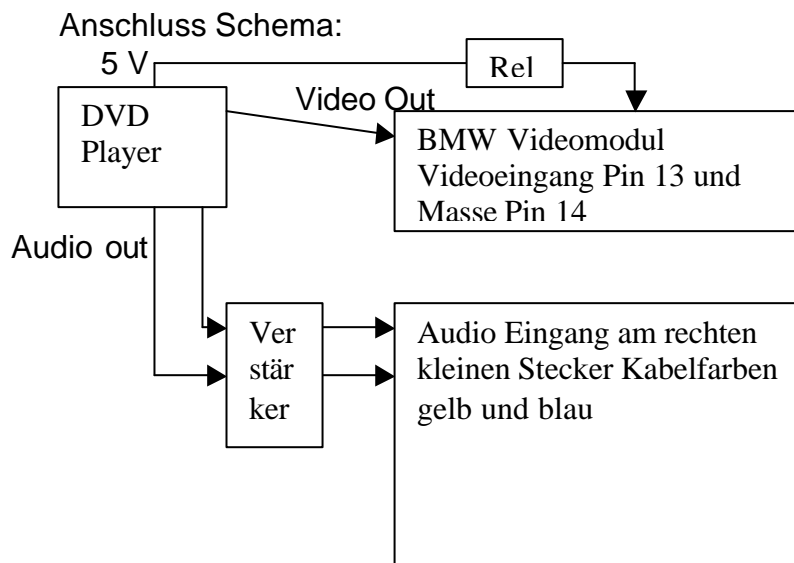 Anschluss Schema:
5 V
Rel
Video Out
DVD
Player
BMW Videomodul
Videoeingang Pin 13 und
Masse Pin 14
Audio out
Ver
stär
ker
Audio Eingang am rechten
kleinen Stecker Kabelfarben
gelb und blau